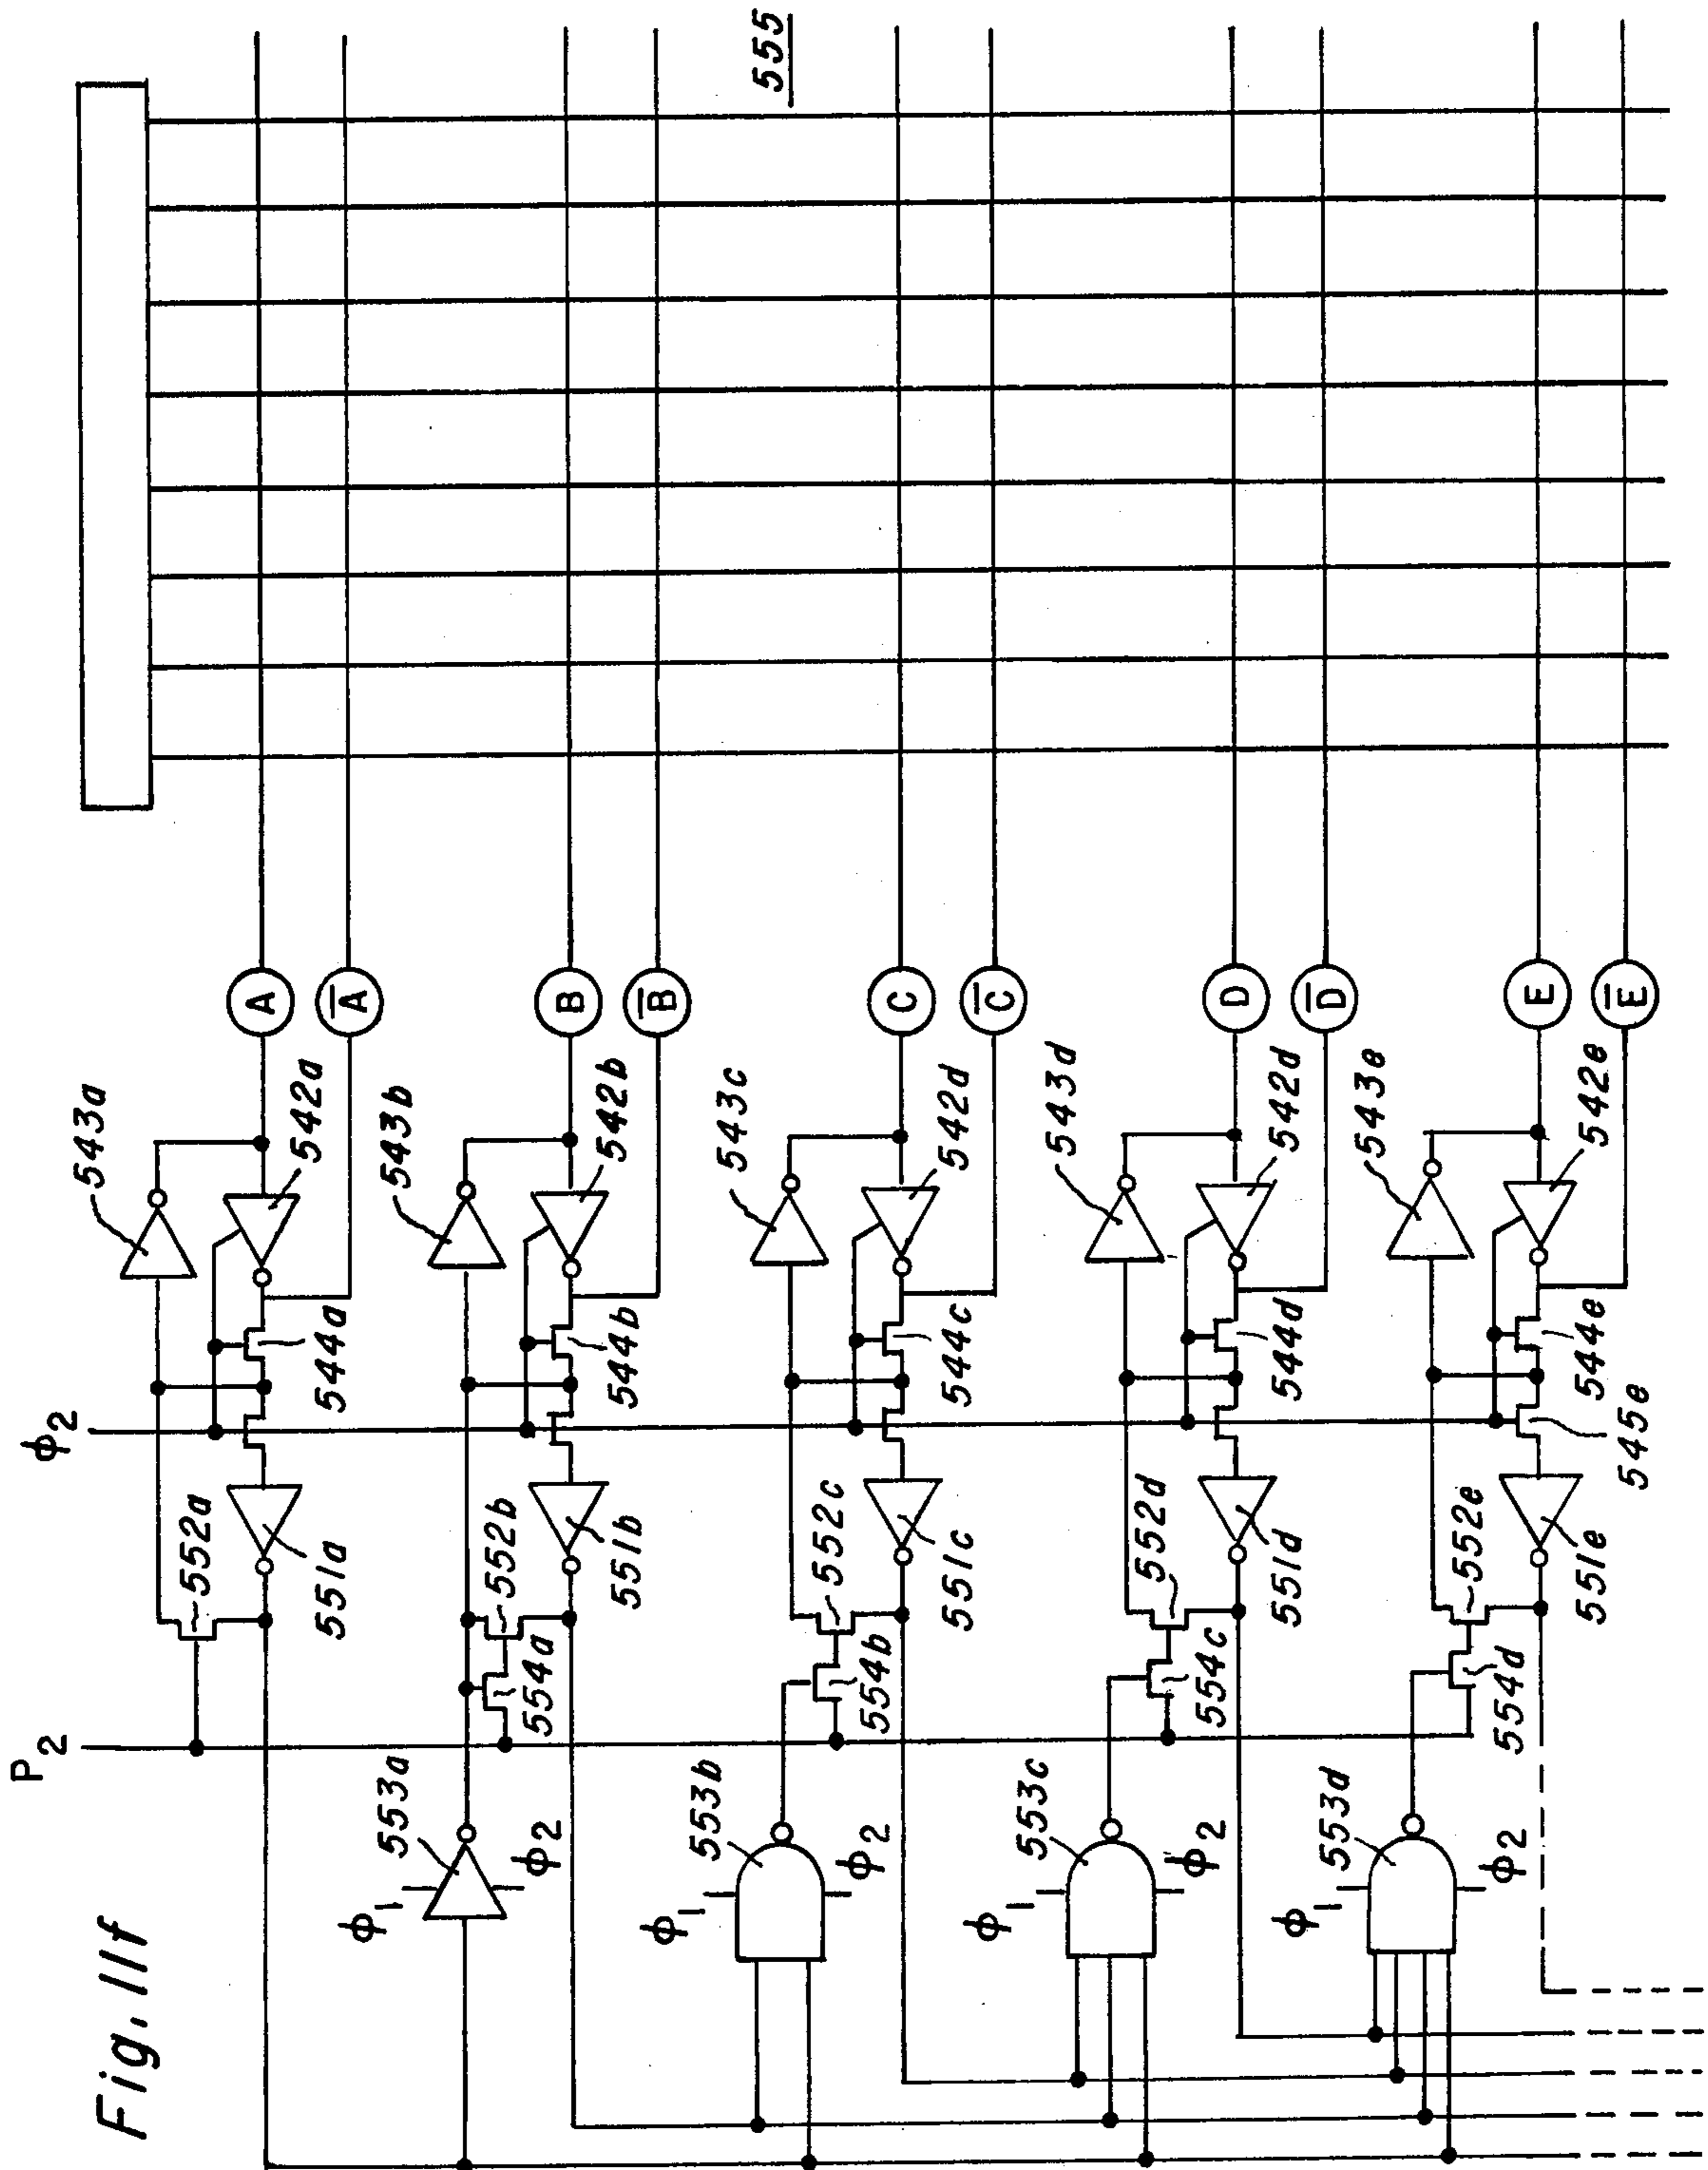 Fig. 11f
P2
ϕ2
543a
A
A̅
542a
544a
552a
551a
553a
ϕ1
ϕ2
543b
B
B̅
542b
544b
552b
554a
551b
553b
ϕ1
ϕ2
543c
C
C̅
542d
544c
552c
554b
551c
555
553c
ϕ1
ϕ2
543d
D
D̅
542d
544d
552d
554c
551d
553d
ϕ1
ϕ2
543e
E
E̅
542e
544e
545e
552e
554d
551e